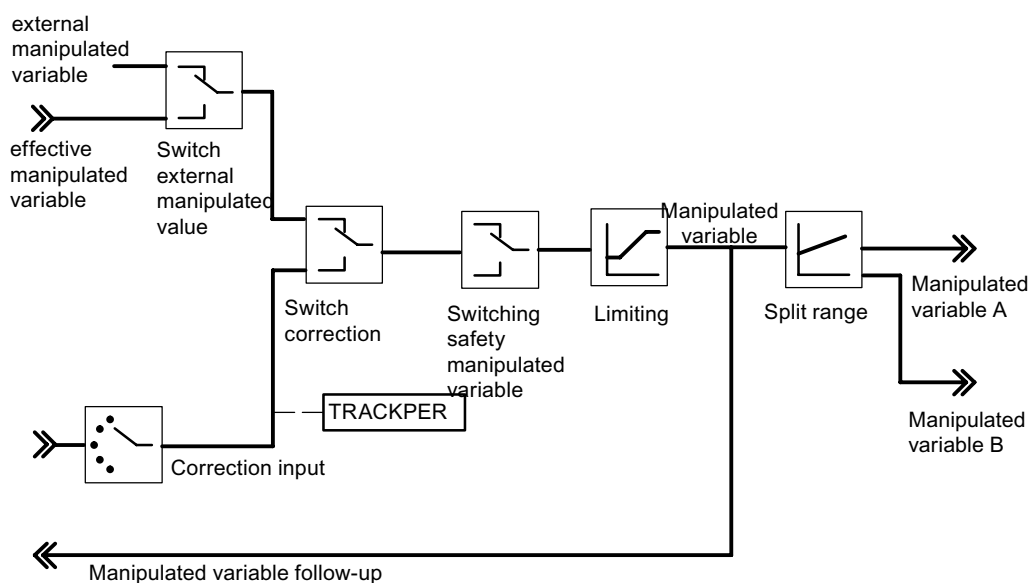 external
manipulated
variable
effective
manipulated
variable
Switch
external
manipulated
value
Switch
correction
Switching
safety
manipulated
variable
Limiting
Manipulated
variable
Split range
Manipulated
variable A
Manipulated
variable B
TRACKPER
Correction input
Manipulated variable follow-up